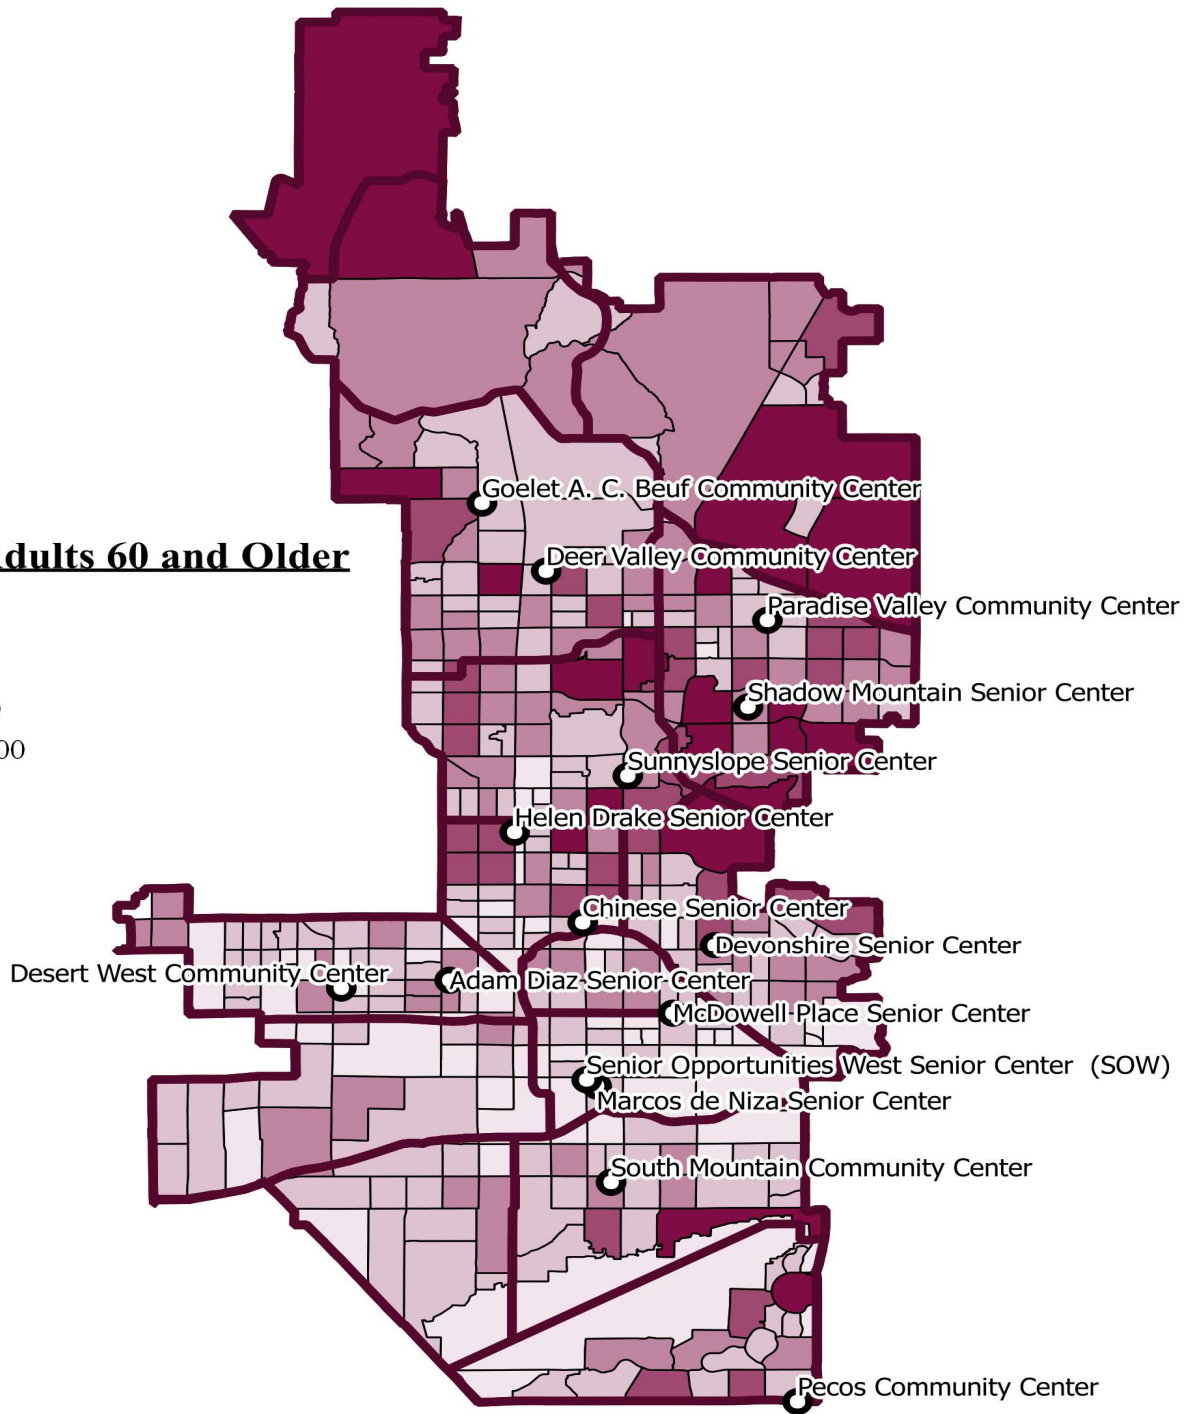 Goelet A. C. Beuf Community Center
dults 60 and Older
Deer Valley Community Center
Paradise Valley Community Center
Shadow Mountain Senior Center
00
Sunnyslope Senior Center
Helen Drake Senior Center
Chinese Senior Center
Devonshire Senior Center
Desert West Community Center
Adam Diaz Senior Center
McDowell Place Senior Center
Senior Opportunities West Senior Center (SOW)
Marcos de Niza Senior Center
South Mountain Community Center
Pecos Community Center